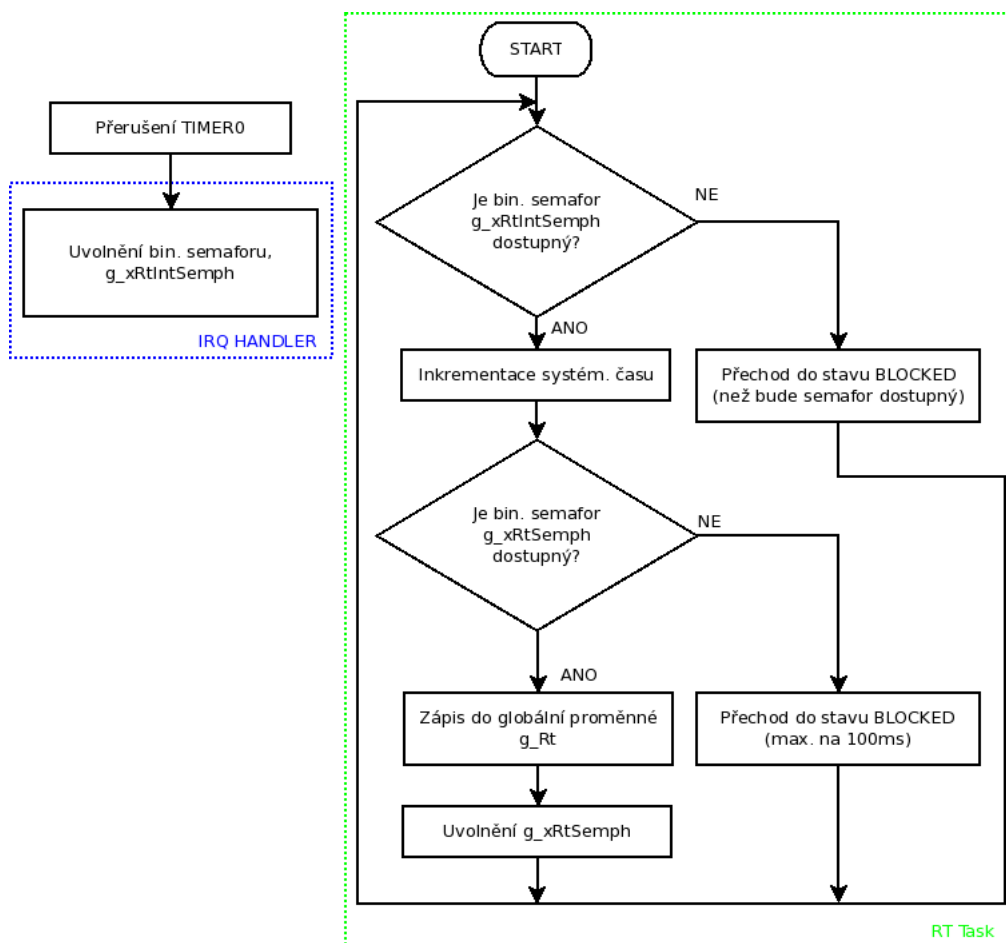 START
Přerušení TIMER0
Uvolnění bin. semaforu,
g_xRtIntSemph
IRQ HANDLER
Je bin. semafor
g_xRtIntSemph
dostupný?
NE
ANO
Inkrementace systém. času
Přechod do stavu BLOCKED
(než bude semafor dostupný)
Je bin. semafor
g_xRtSemph
dostupný?
NE
ANO
Zápis do globální proměnné
g_Rt
Přechod do stavu BLOCKED
(max. na 100ms)
Uvolnění g_xRtSemph
RT Task